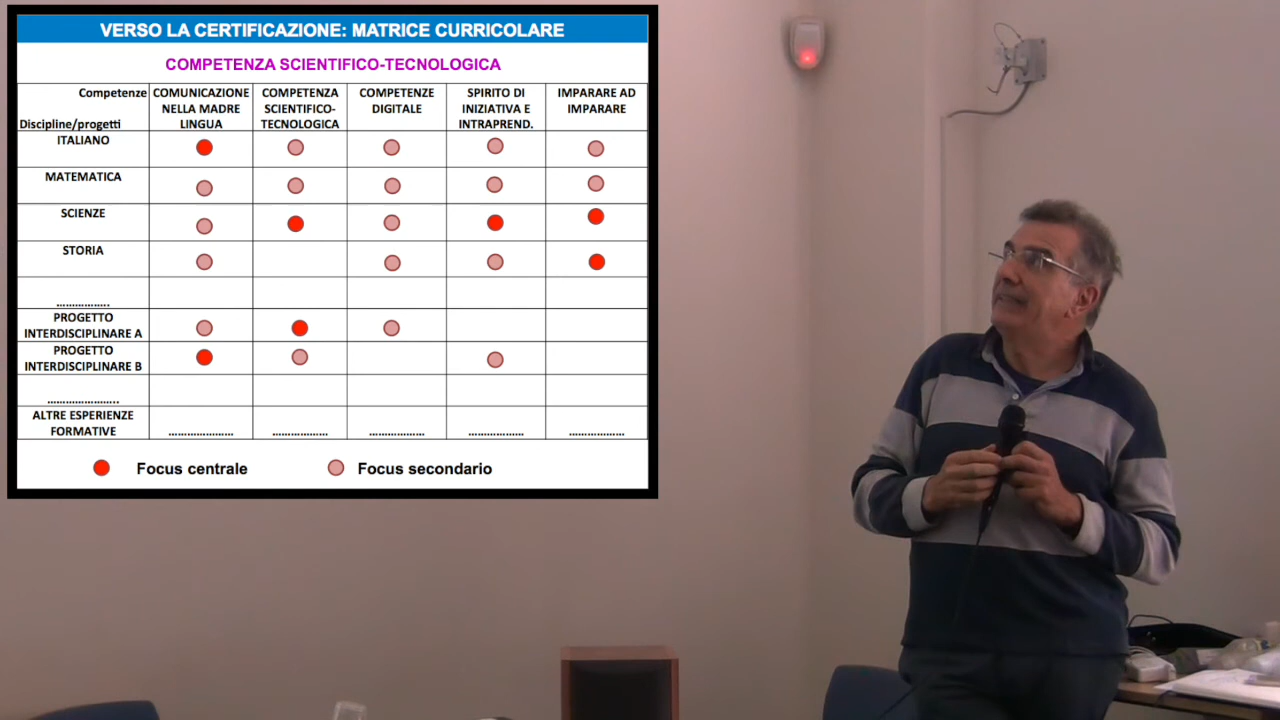 VERSO LA CERTIFICAZIONE: MATRICE CURRICOLARE
COMPETENZA SCIENTIFICO-TECNOLOGICA
Competenze
Discipline/progetti
COMUNICAZIONE
NELLA MADRE
LINGUA
COMPETENZA
SCIENTIFICO-
TECNOLOGICA
COMPETENZE
DIGITALE
SPIRITO DI
INIZIATIVA E
INTRAPREND.
IMPARARE AD
IMPARARE
ITALIANO
MATEMATICA
SCIENZE
STORIA
……………..
PROGETTO
INTERDISCIPLINARE A
PROGETTO
INTERDISCIPLINARE B
…………………..
ALTRE ESPERIENZE
FORMATIVE
………………… ……………… ……………… ……………… ………………
Focus centrale
Focus secondario